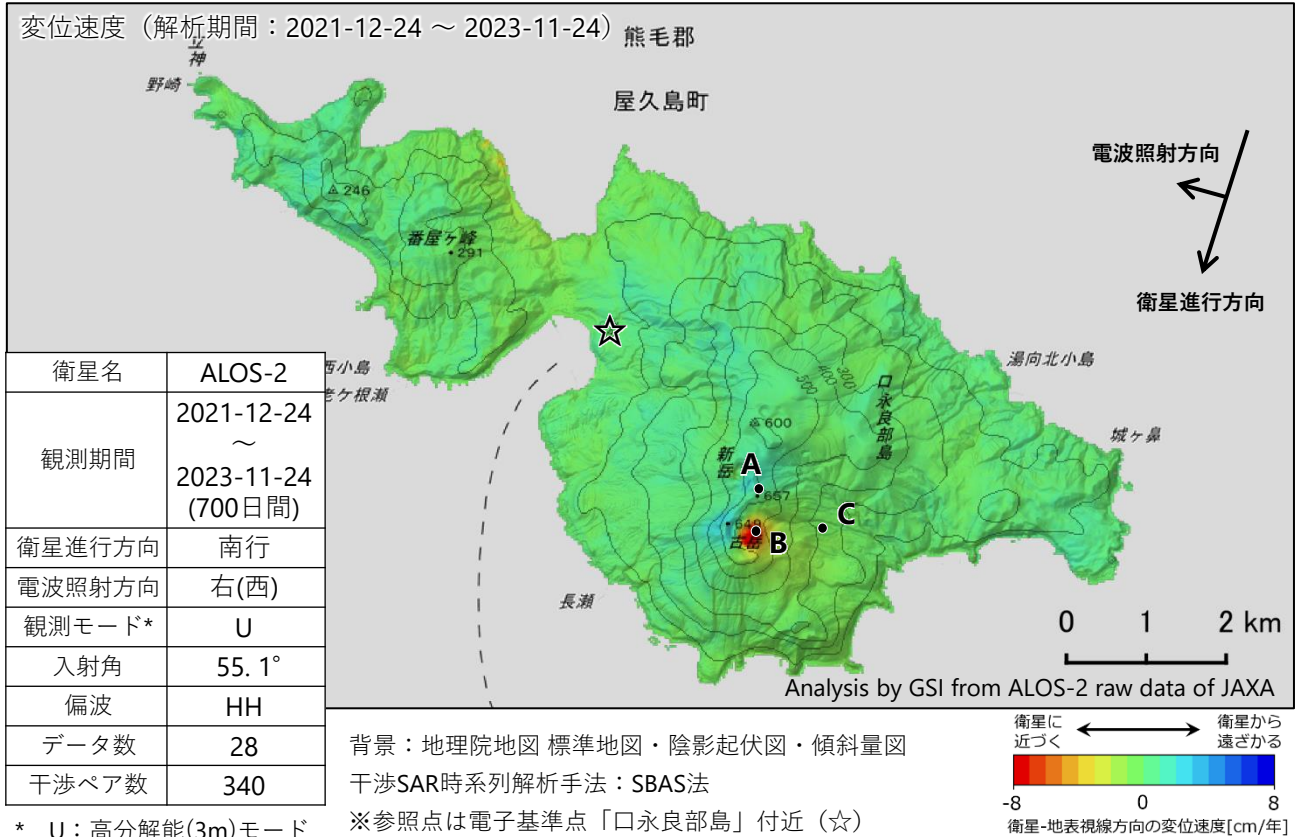 変位速度（解析期間：2021-12-24 ～ 2023-11-24）
熊毛郡
立神
野崎
屋久島町
電波照射方向
246
番屋ヶ峰
291
衛星進行方向
湯向北小島
西小島
老ケ根瀬
500
400
300
口永良部島
600
城ヶ鼻
新岳
A
657
C
649
B
古岳
長瀬
0 1 2 km
Analysis by GSI from ALOS-2 raw data of JAXA
衛星名 ALOS-2
観測期間 2021-12-24
～
2023-11-24
(700日間)
衛星進行方向 南行
電波照射方向 右(西)
観測モード* U
入射角 55.1°
偏波 HH
データ数 28
干渉ペア数 340
* U：高分解能(3m)モード
背景：地理院地図 標準地図・陰影起伏図・傾斜量図
干渉SAR時系列解析手法：SBAS法
※参照点は電子基準点「口永良部島」付近（☆）
衛星に
近づく
衛星から
遠ざかる
-8 0 8
衛星-地表視線方向の変位速度[cm/年]